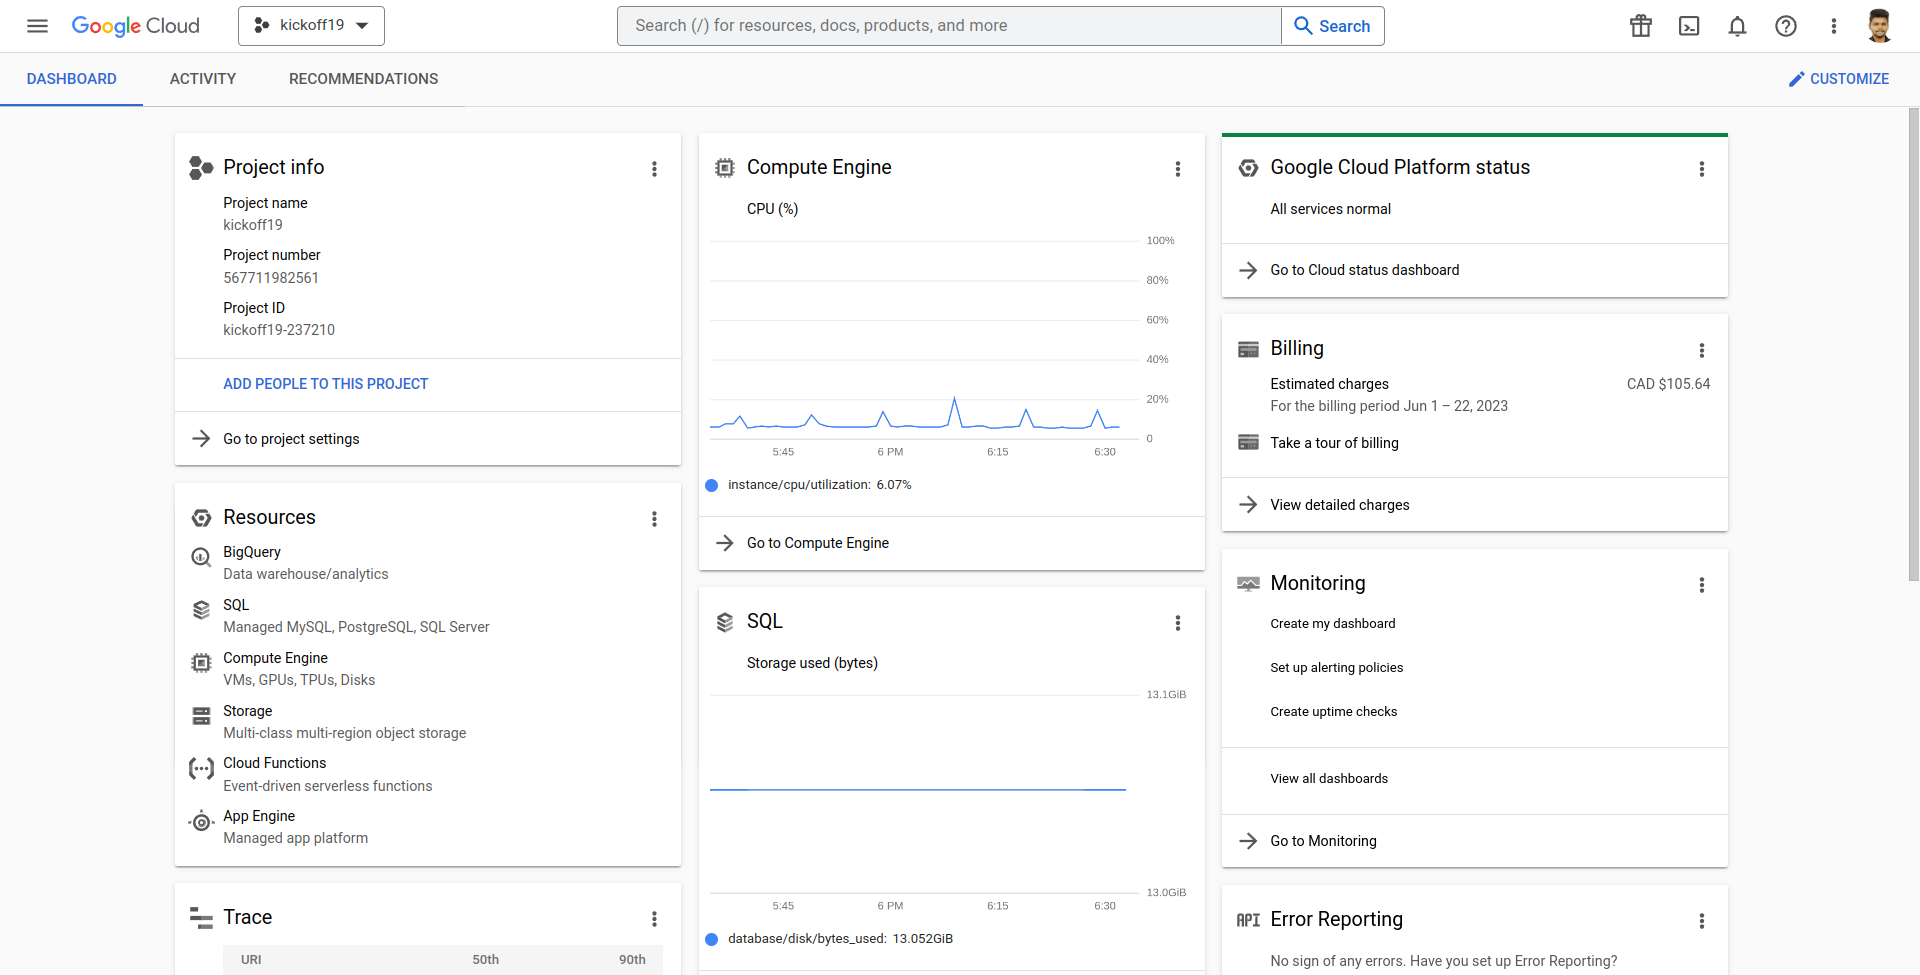 Google Cloud
kickoff19
Search (/) for resources, docs, products, and more
Search
DASHBOARD
ACTIVITY
RECOMMENDATIONS
CUSTOMIZE
Project info
Project name
kickoff19
Project number
567711982561
Project ID
kickoff19-237210
ADD PEOPLE TO THIS PROJECT
Go to project settings
Resources
BigQuery
Data warehouse/analytics
SQL
Managed MySQL, PostgreSQL, SQL Server
Compute Engine
VMs, GPUs, TPUs, Disks
Storage
Multi-class multi-region object storage
Cloud Functions
Event-driven serverless functions
App Engine
Managed app platform
Trace
URI 50th 90th
Compute Engine
CPU (%)
100%
80%
60%
40%
20%
0
5:45 6 PM 6:15 6:30
instance/cpu/utilization: 6.07%
Go to Compute Engine
SQL
Storage used (bytes)
13.1GiB
13.0GiB
5:45 6 PM 6:15 6:30
database/disk/bytes_used: 13.052GiB
Google Cloud Platform status
All services normal
Go to Cloud status dashboard
Billing
Estimated charges CAD $105.64
For the billing period Jun 1 – 22, 2023
Take a tour of billing
View detailed charges
Monitoring
Create my dashboard
Set up alerting policies
Create uptime checks
View all dashboards
Go to Monitoring
API Error Reporting
No sign of any errors. Have you set up Error Reporting?